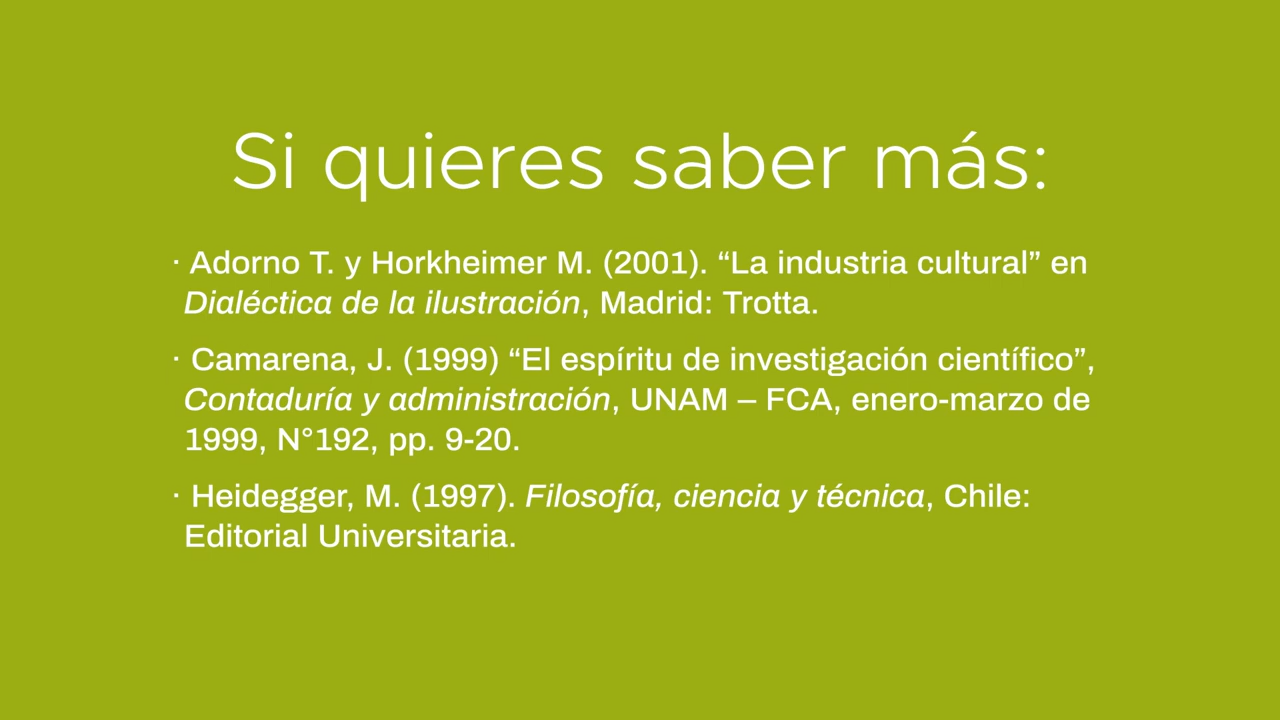 Si quieres saber más:
· Adorno T. y Horkheimer M. (2001). “La industria cultural” en
Dialéctica de la ilustración, Madrid: Trotta.
· Camarena, J. (1999) “El espíritu de investigación científico”,
Contaduría y administración, UNAM – FCA, enero-marzo de
1999, N°192, pp. 9-20.
· Heidegger, M. (1997). Filosofía, ciencia y técnica, Chile:
Editorial Universitaria.